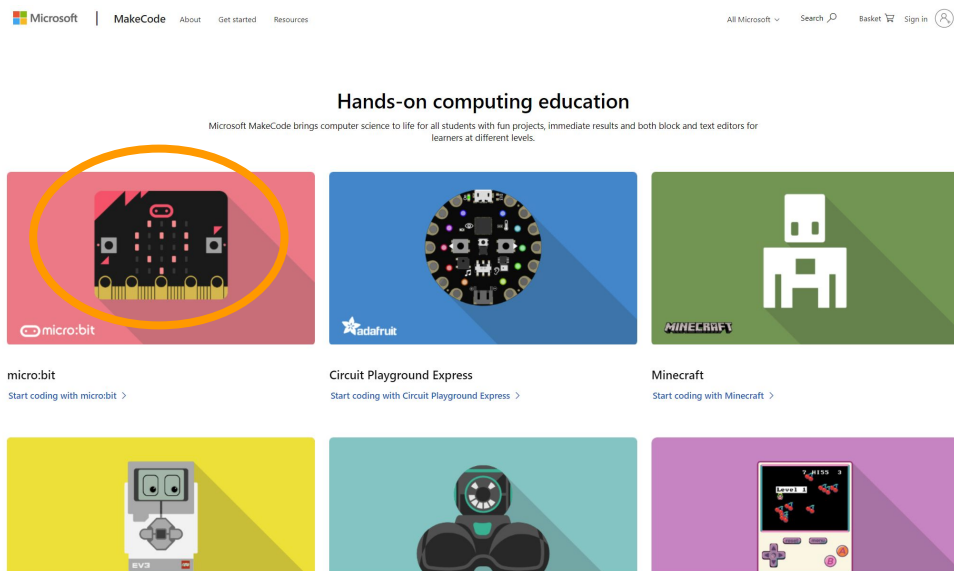 Microsoft MakeCode About Get started Resources All Microsoft Search Basket Sign in
Hands-on computing education
Microsoft MakeCode brings computer science to life for all students with fun projects, immediate results and both block and text editors for
learners at different levels.
micro:bit
adafruit
MINECRAFT
micro:bit
Circuit Playground Express
Minecraft
Start coding with micro:bit >
Start coding with Circuit Playground Express >
Start coding with Minecraft >
7 HISS 3
Level 1
A
B
EV3